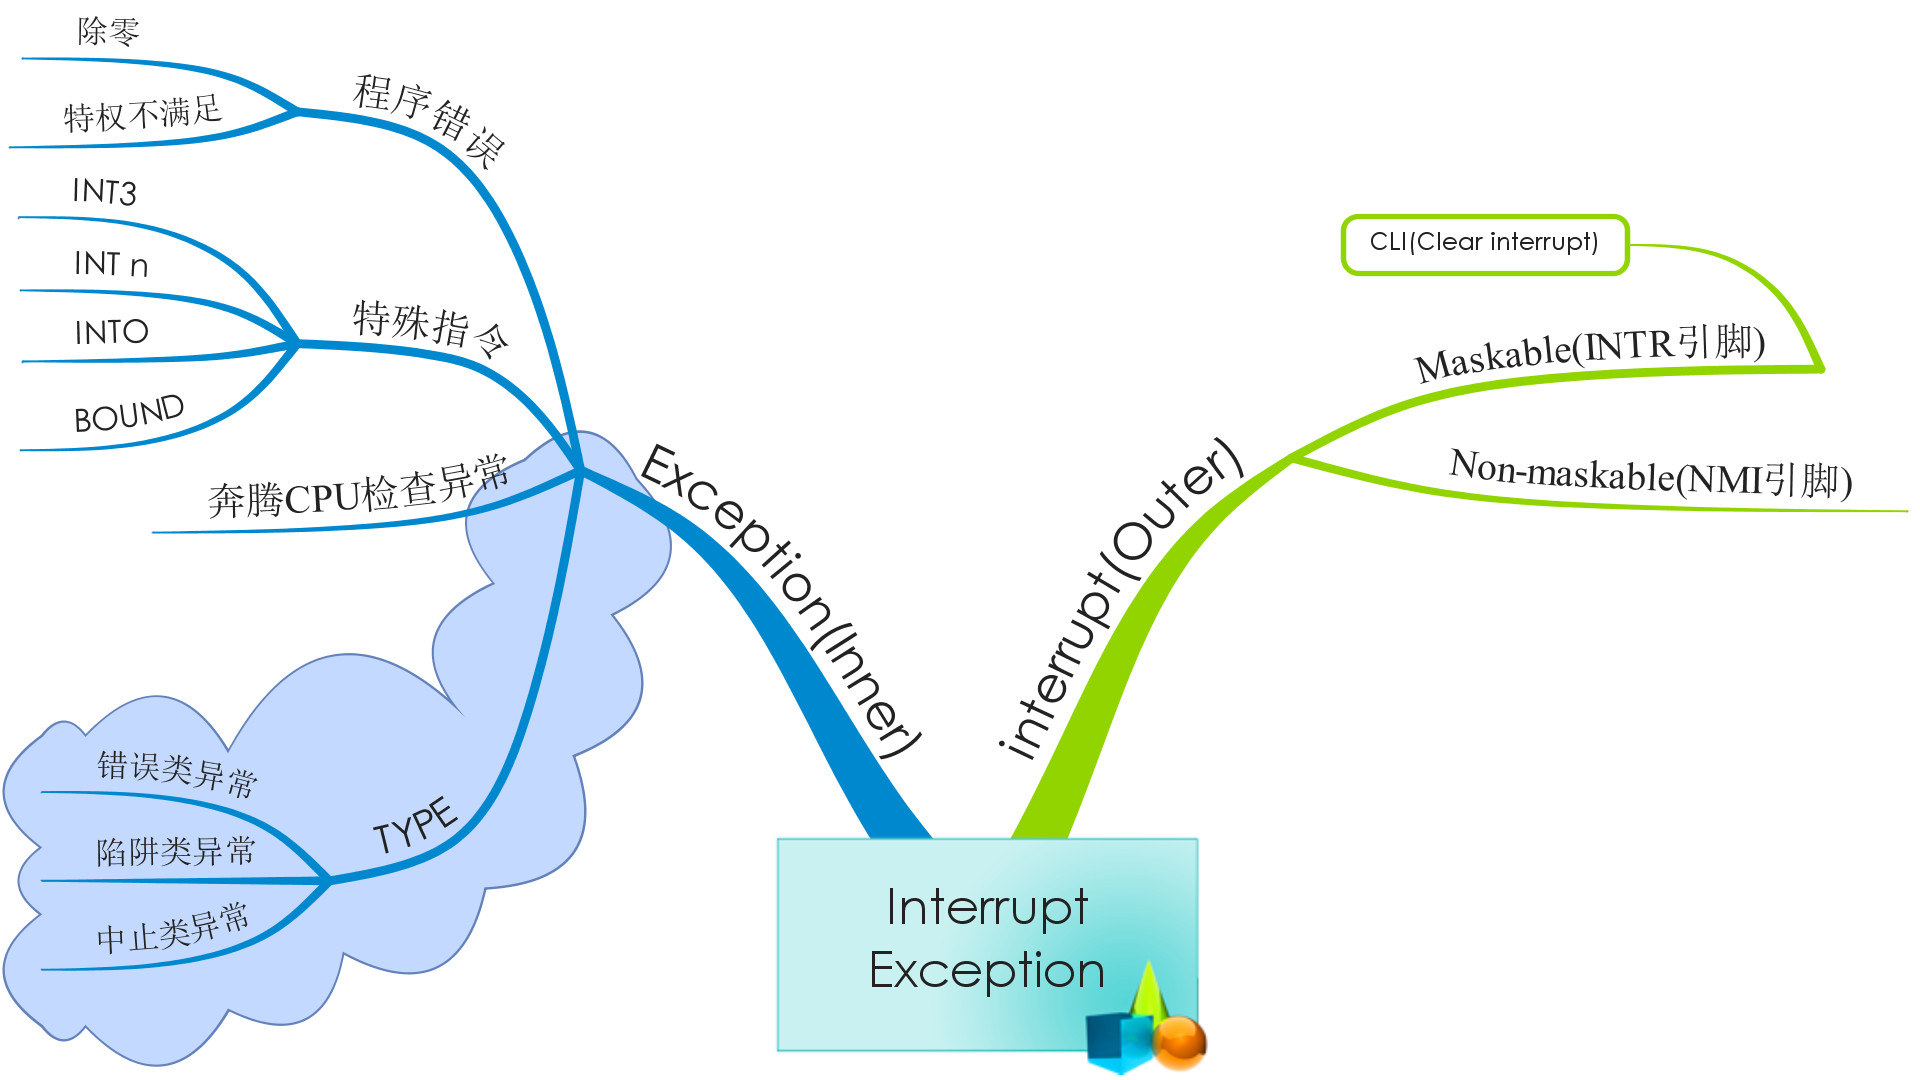 除零
特权不满足
程序错误
INT3
INT n
INTO
BOUND
特殊指令
奔腾CPU检查异常
错误类异常
陷阱类异常
中止类异常
TYPE
Exception(Inner)
interrupt(Outer)
CLI(Clear interrupt)
Maskable(INTR引脚)
Non-maskable(NMI引脚)
Interrupt
Exception